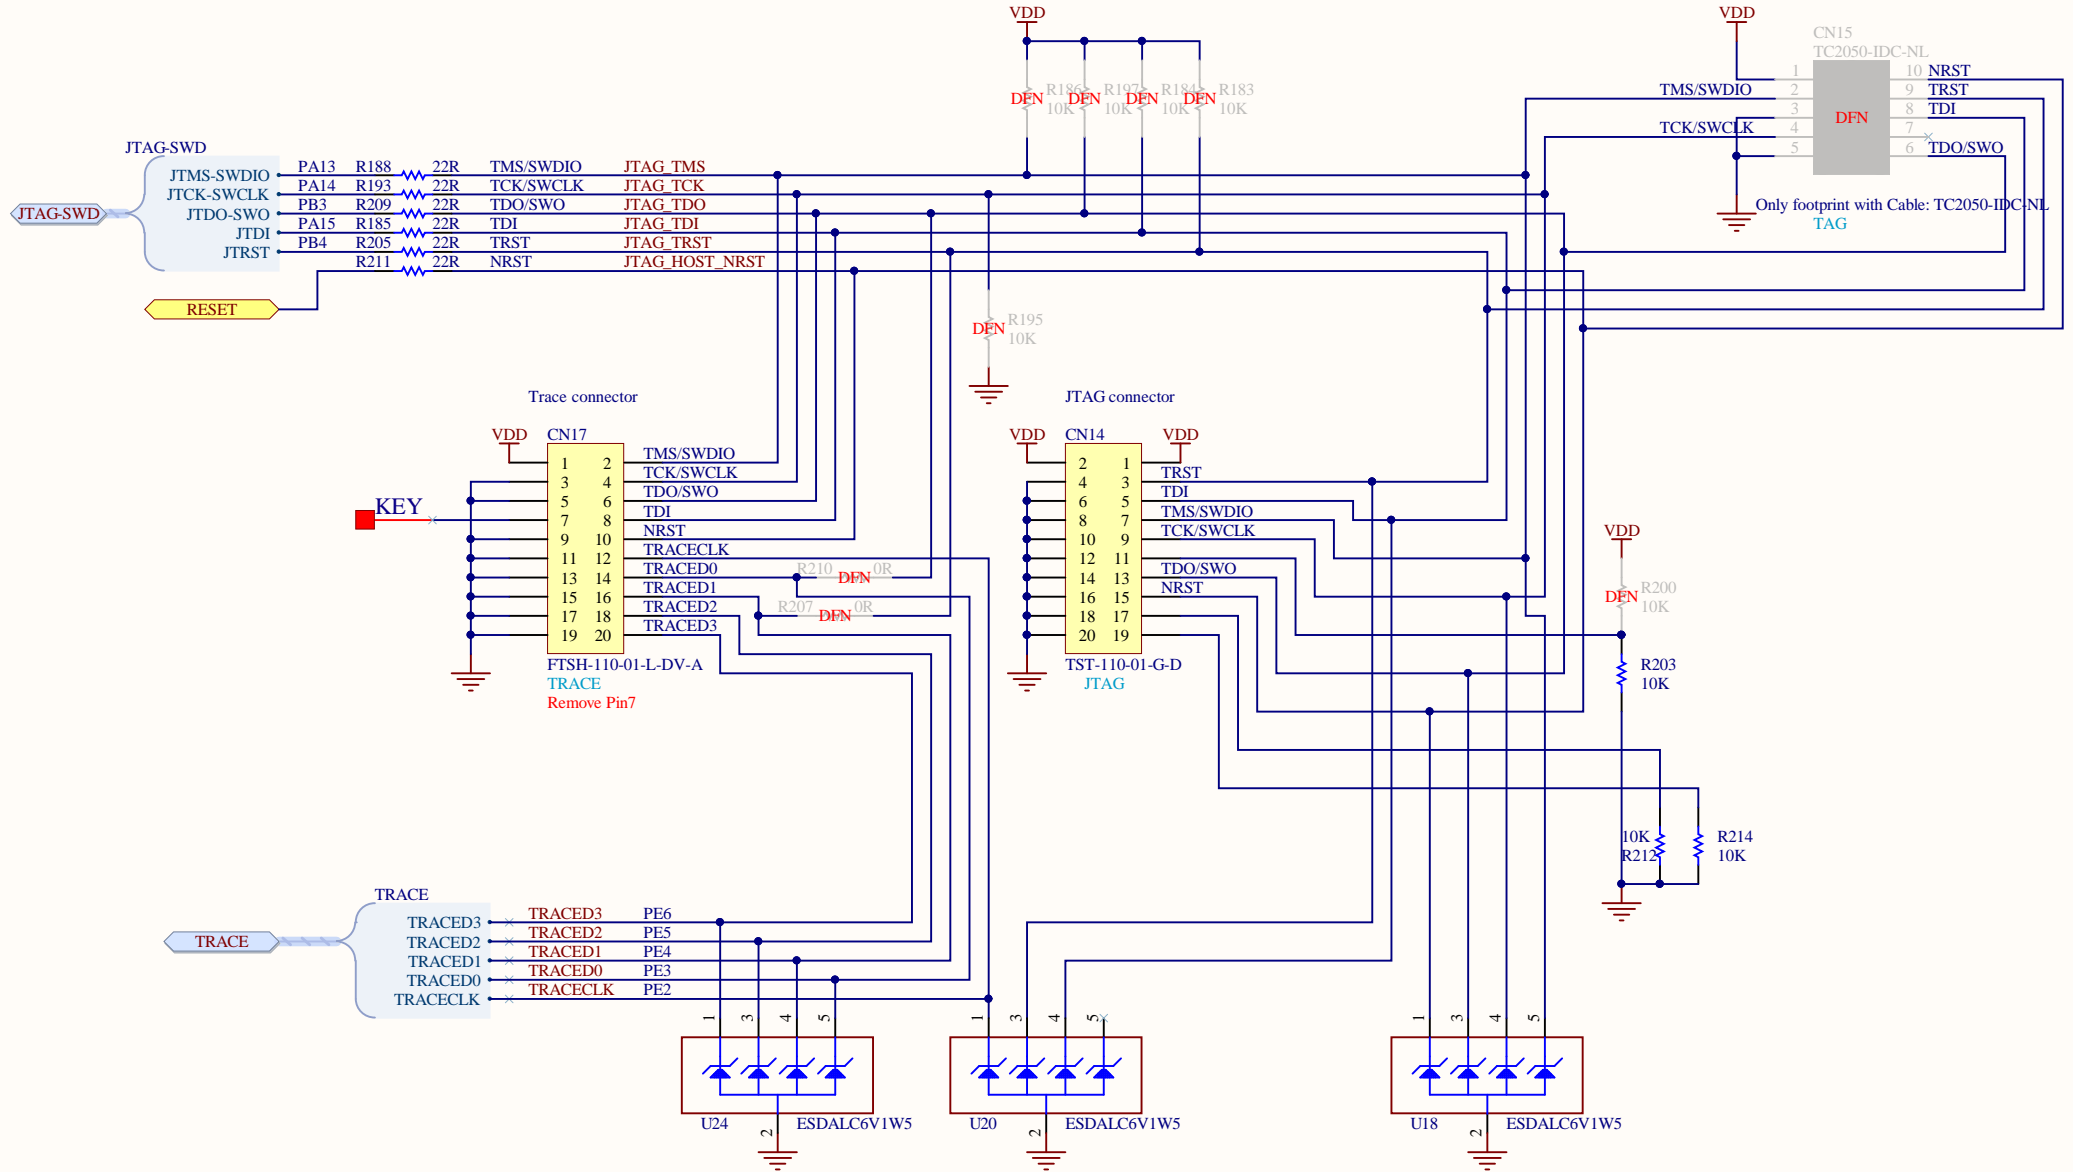 VDD
VDD
CN15
TC2050-IDC-NL
1 10 NRST
TMS/SWDIO 2 9 TRST
3 8 TDI
TCK/SWCLK 4 7
5 6 TDO/SWO
DFN
Only footprint with Cable: TC2050-IDC-NL
TAG
DFN R186 10K
DFN R197 10K
DFN R184 10K
DFN R183 10K
JTAG-SWD
JTAG-SWD
JTMS-SWDIO PA13 R188 22R TMS/SWDIO JTAG_TMS
JTCK-SWCLK PA14 R193 22R TCK/SWCLK JTAG_TCK
JTDO-SWO PB3 R209 22R TDO/SWO JTAG_TDO
JTDI PA15 R185 22R TDI JTAG_TDI
JTRST PB4 R205 22R TRST JTAG_TRST
R211 22R NRST JTAG_HOST_NRST
RESET
DFN R195
10K
Trace connector
VDD CN17
1 2 TMS/SWDIO
3 4 TCK/SWCLK
5 6 TDO/SWO
KEY 7 8 TDI
9 10 NRST
11 12 TRACECLK
13 14 TRACED0 R210 DFN 0R
15 16 TRACED1
17 18 TRACED2 R207 DFN 0R
19 20 TRACED3
FTSH-110-01-L-DV-A
TRACE
Remove Pin7
JTAG connector
VDD CN14 VDD
2 1
4 3 TRST
6 5 TDI
8 7 TMS/SWDIO
10 9 TCK/SWCLK
12 11
14 13 TDO/SWO
16 15 NRST
18 17
20 19
TST-110-01-G-D
JTAG
VDD
DFN R200
10K
R203
10K
10K
R212
R214
10K
TRACE
TRACE
TRACED3 TRACED3 PE6
TRACED2 TRACED2 PE5
TRACED1 TRACED1 PE4
TRACED0 TRACED0 PE3
TRACECLK TRACECLK PE2
1 3 4 5
U24 2 ESDALC6V1W5
1 3 4 5
U20 2 ESDALC6V1W5
1 3 4 5
U18 2 ESDALC6V1W5